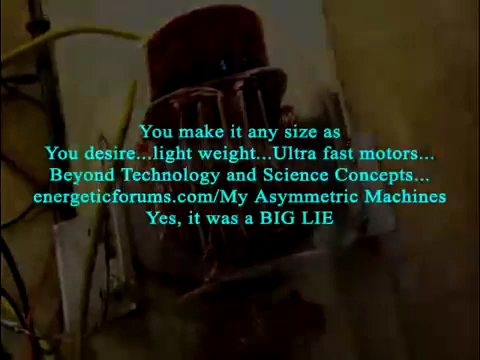 You make it any size as
You desire...light weight...Ultra fast motors...
Beyond Technology and Science Concepts...
energeticforums.com/My Asymmetric Machines
Yes, it was a BIG LIE